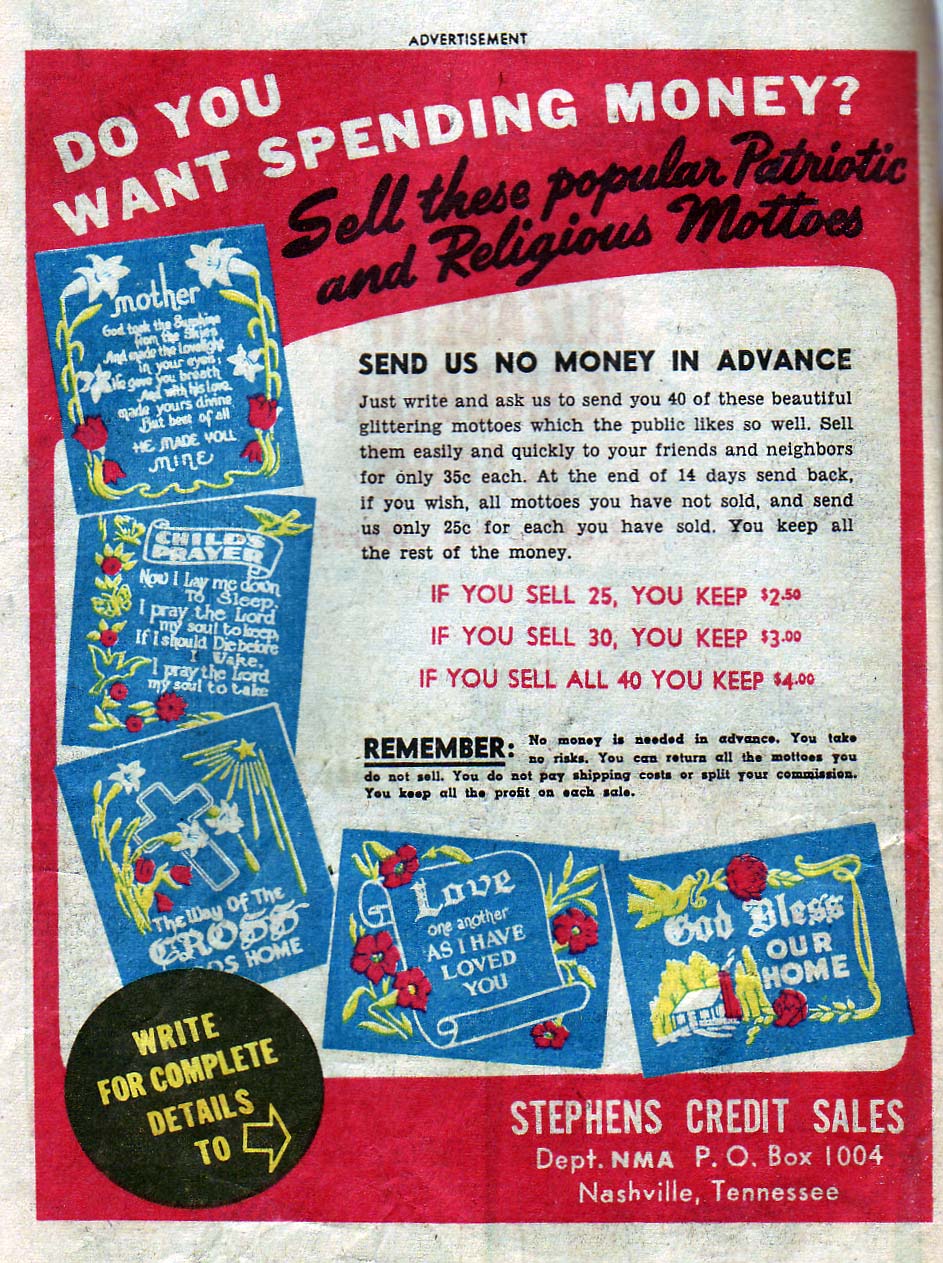 ADVERTISEMENT
DO YOU
WANT SPENDING MONEY?
Sell these popular Patriotic
and Religious Mottoes
mother
God took the Sunshine
from the Skies
And made the Lovelight
in your eyes;
He gave you breath
And with his love
made yours divine
But best of all
HE MADE YOU
MINE
CHILD'S
PRAYER
Now I Lay me down
To Sleep,
I pray the Lord
my soul to keep,
If I should Die before
I Wake.
I pray the Lord
my soul to take
The Way Of The
CROSS
DS HOME
SEND US NO MONEY IN ADVANCE
Just write and ask us to send you 40 of these beautiful
glittering mottoes which the public likes so well. Sell
them easily and quickly to your friends and neighbors
for only 35c each. At the end of 14 days send back,
if you wish, all mottoes you have not sold, and send
us only 25c for each you have sold. You keep all
the rest of the money.
IF YOU SELL 25, YOU KEEP $2.50
IF YOU SELL 30, YOU KEEP $3.00
IF YOU SELL ALL 40 YOU KEEP $4.00
REMEMBER: No money is needed in advance. You take
no risks. You can return all the mottoes you
do not sell. You do not pay shipping costs or split your commission.
You keep all the profit on each sale.
Love
one another
AS I HAVE
LOVED
YOU
God Bless
OUR
HOME
WRITE
FOR COMPLETE
DETAILS
TO
STEPHENS CREDIT SALES
Dept. NMA P. O. Box 1004
Nashville, Tennessee